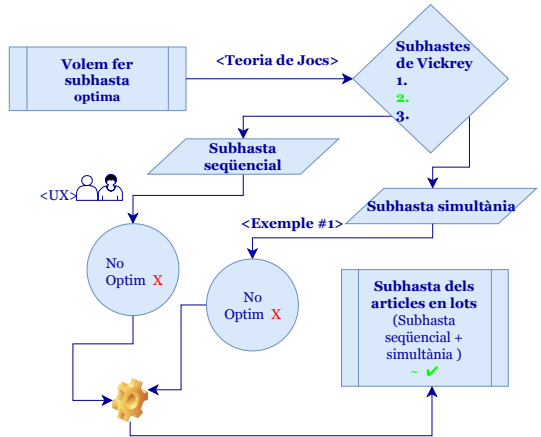 Volem fer
subhasta
optima
<Teoria de Jocs>
Subhastes
de Vickrey
1.
2.
3.
Subhasta
seqüencial
<UX>
Subhasta simultània
<Exemple #1>
No
Optim X
No
Optim X
Subhasta dels
articles en lots
(Subhasta
seqüencial +
simultània )
~ ✔